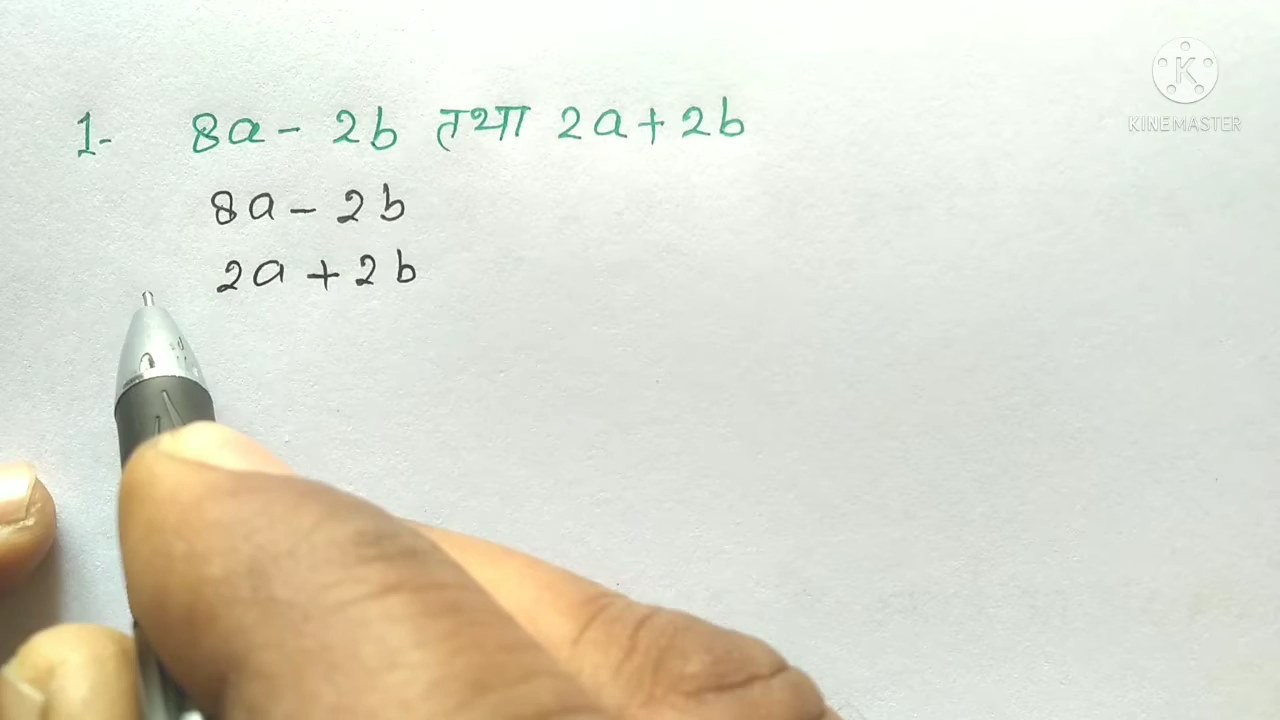 1- 8a - 2b तथा 2a + 2b
8a - 2b
2a + 2b
K
KINEMASTER